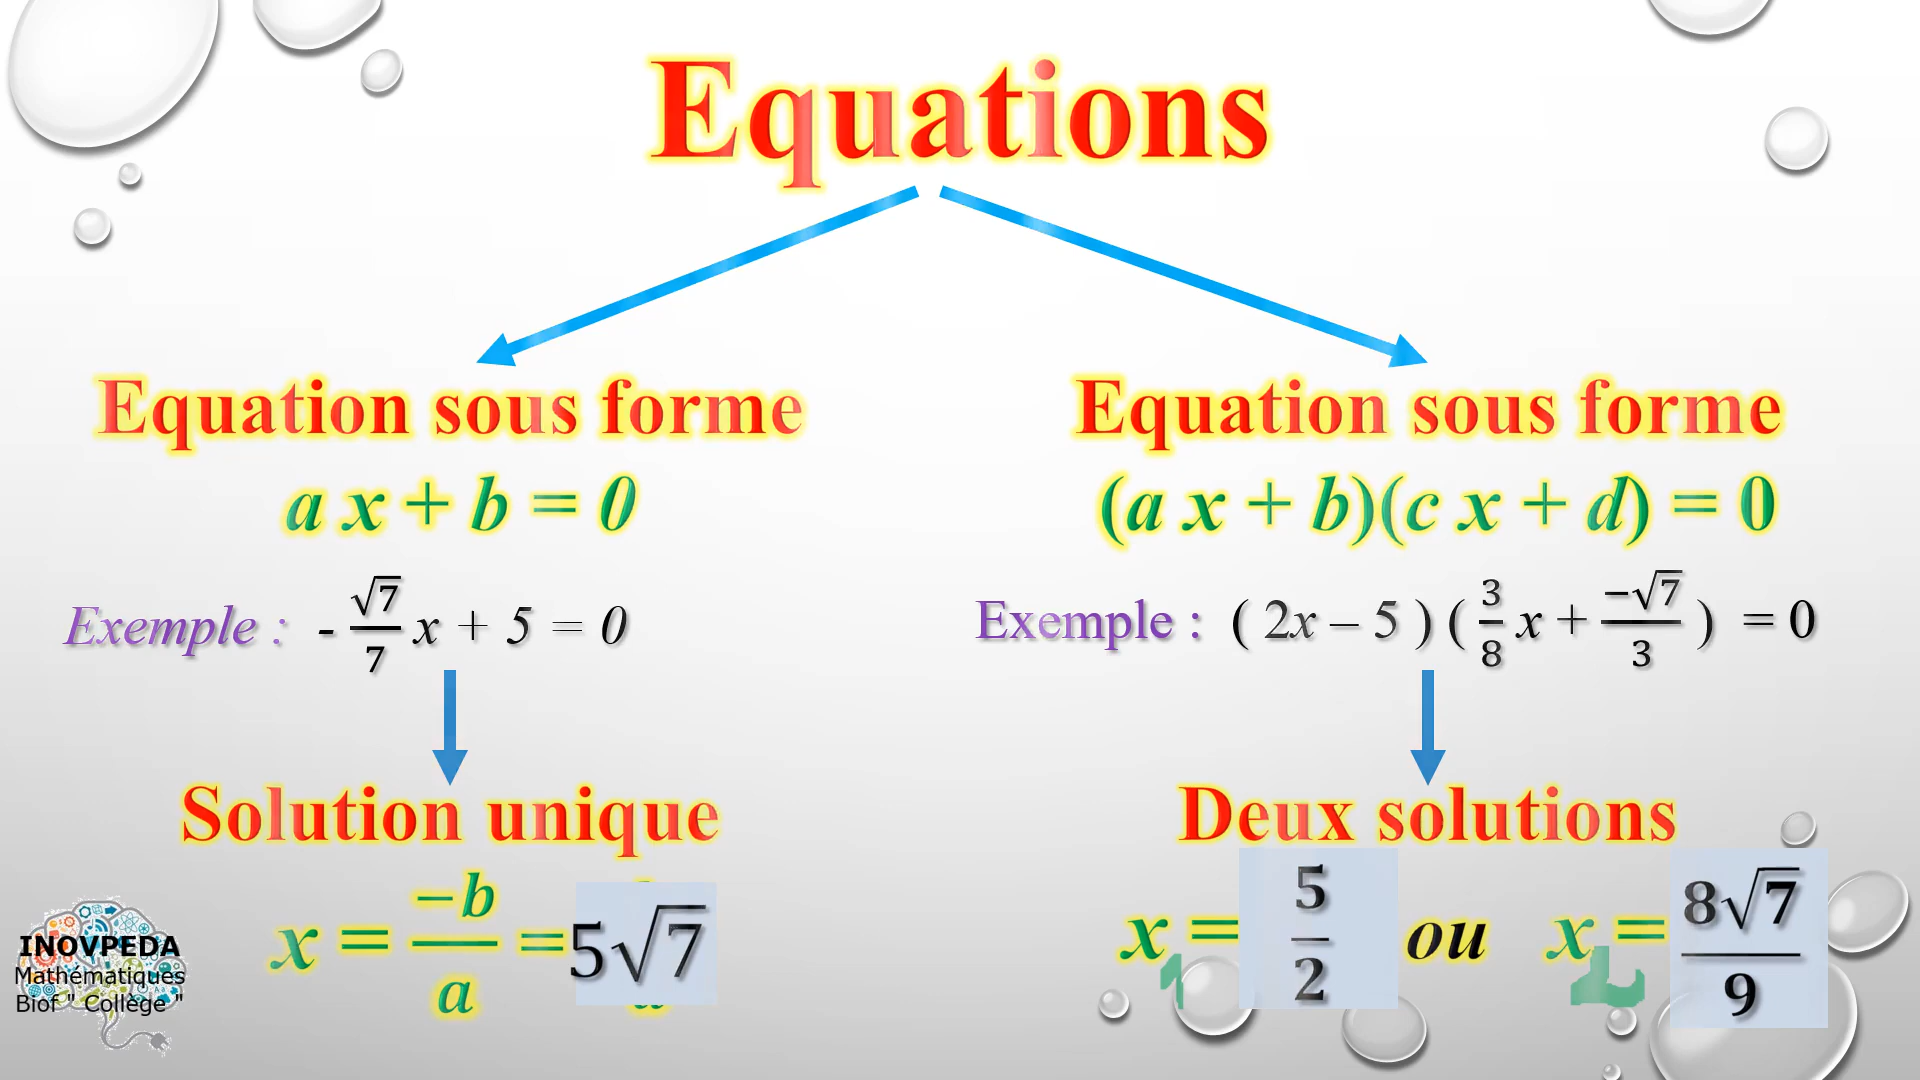 Equations
Equation sous forme
a x + b = 0
Exemple : - √7/7 x + 5 = 0
Solution unique
x = −b/a = 5√7
Equation sous forme
(a x + b)(c x + d) = 0
Exemple : ( 2x – 5 ) ( 3/8 x + −√7/3 ) = 0
Deux solutions
x1 = 5/2 ou x2 = 8√7/9
INOVPEDA
Mathématiques
Biof " Collège "